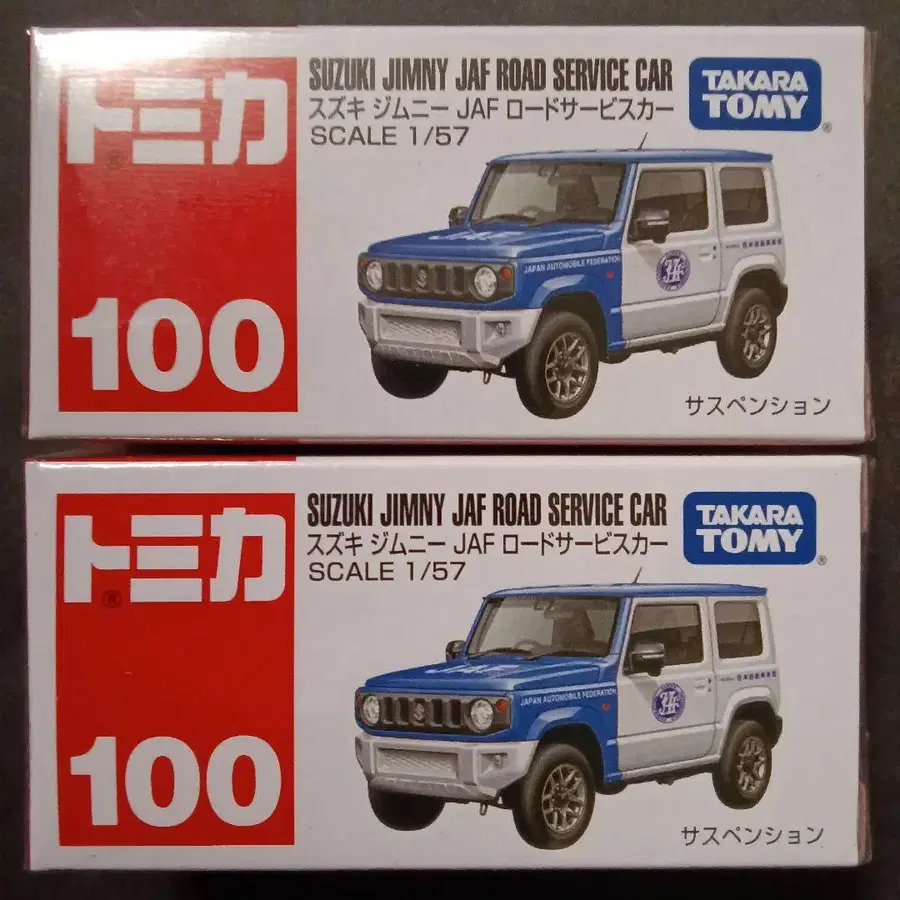 トミカ
®
100
SUZUKI JIMNY JAF ROAD SERVICE CAR
スズキ ジムニー JAF ロードサービスカー
SCALE 1/57
TAKARA
TOMY
®
JAPAN AUTOMOBILE FEDERATION
サスペンション
トミカ
®
100
SUZUKI JIMNY JAF ROAD SERVICE CAR
スズキ ジムニー JAF ロードサービスカー
SCALE 1/57
TAKARA
TOMY
®
JAF
JAPAN AUTOMOBILE FEDERATION
サスペンション